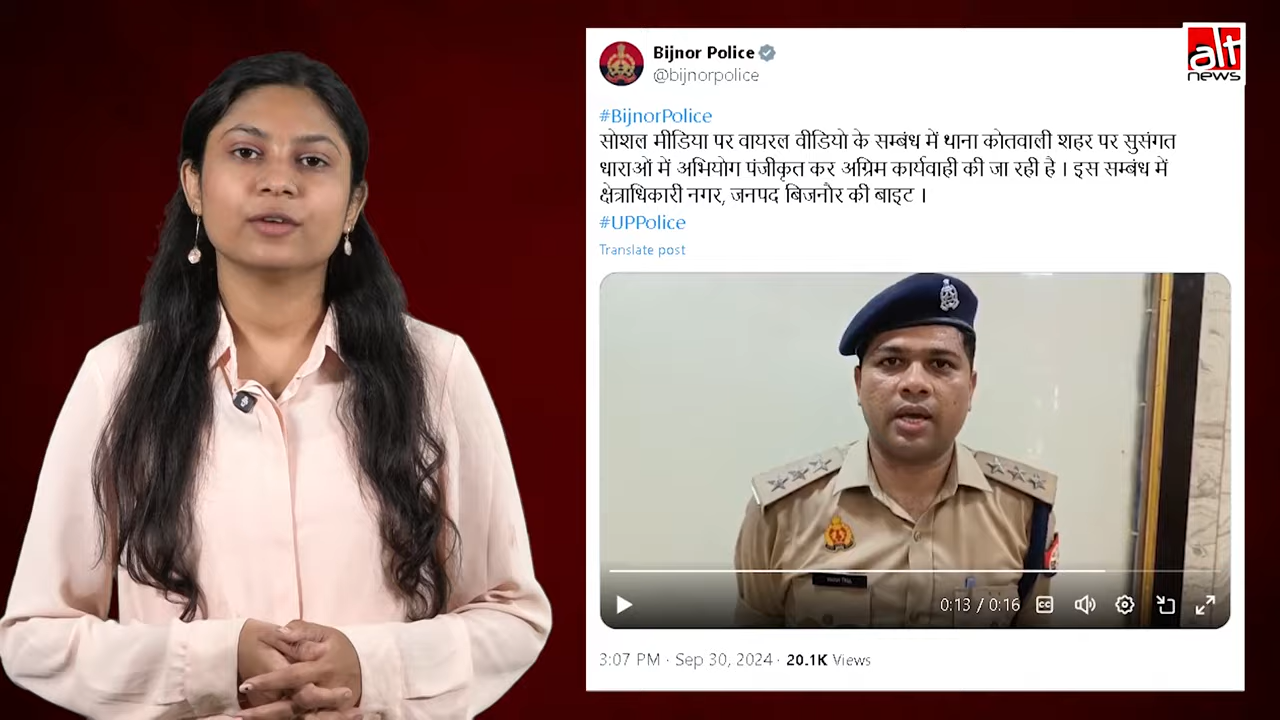 Bijnor Police
@bijnorpolice
alt
news
#BijnorPolice
सोशल मीडिया पर वायरल वीडियो के सम्बंध में थाना कोतवाली शहर पर सुसंगत
धाराओं में अभियोग पंजीकृत कर अग्रिम कार्यवाही की जा रही है । इस सम्बंध में
क्षेत्राधिकारी नगर, जनपद बिजनौर की बाइट ।
#UPPolice
Translate post
0:13 / 0:16
CC
3:07 PM · Sep 30, 2024 · 20.1K Views